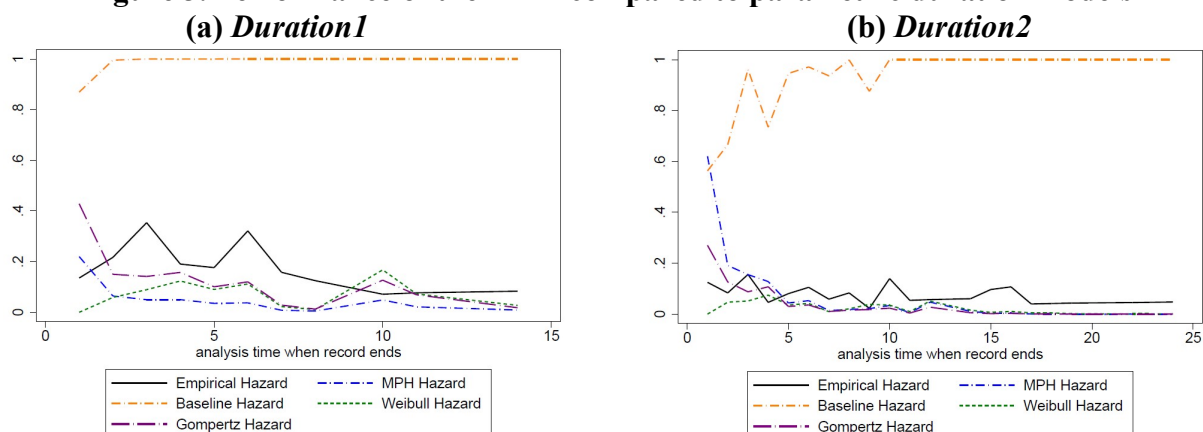 (a) Duration1
(b) Duration2
1
.8
.6
.4
.2
0
0 5 10 15
analysis time when record ends
Empirical Hazard MPH Hazard
Baseline Hazard Weibull Hazard
Gompertz Hazard
1
.8
.6
.4
.2
0
0 5 10 15 20 25
analysis time when record ends
Empirical Hazard MPH Hazard
Baseline Hazard Weibull Hazard
Gompertz Hazard